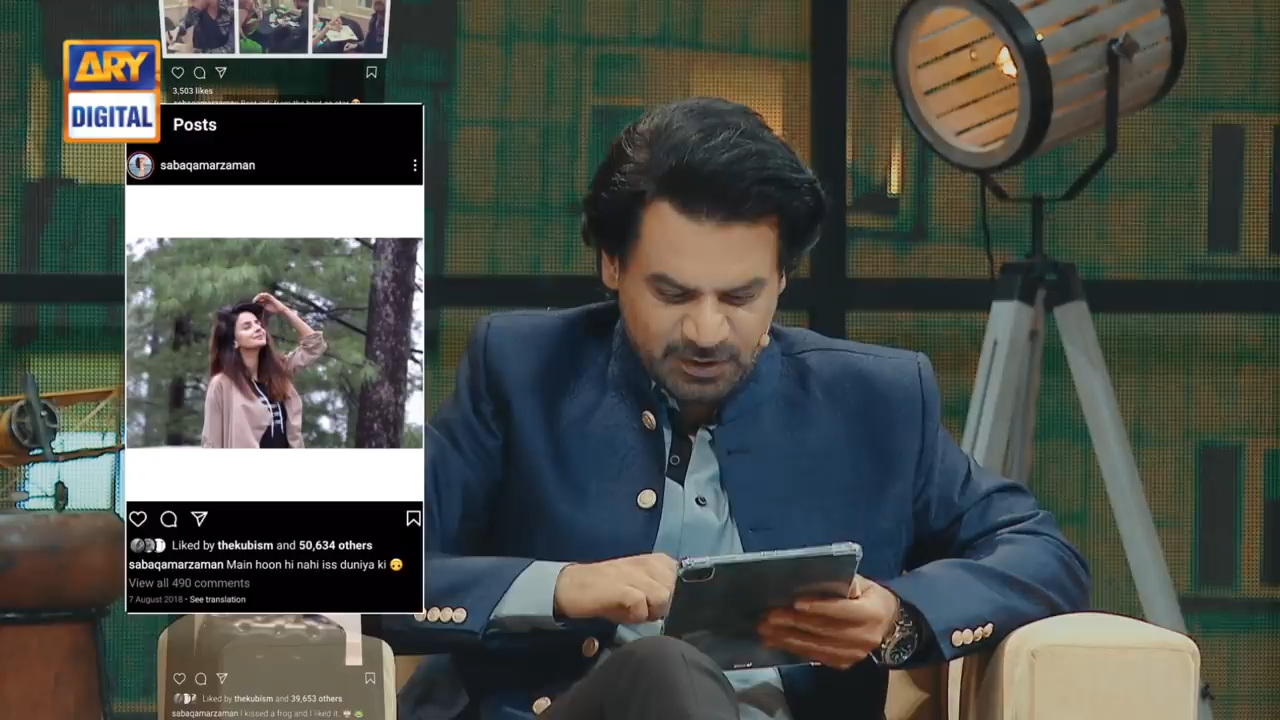 3,503 likes
ARY
DIGITAL
Posts
sabaqamarzaman
Liked by thekubism and 50,634 others
sabaqamarzaman Main hoon hi nahi iss duniya ki 🙃
View all 490 comments
7 August 2018 • See translation
Liked by thekubism and 39,653 others
sabaqamarzaman I kissed a frog and I liked it.